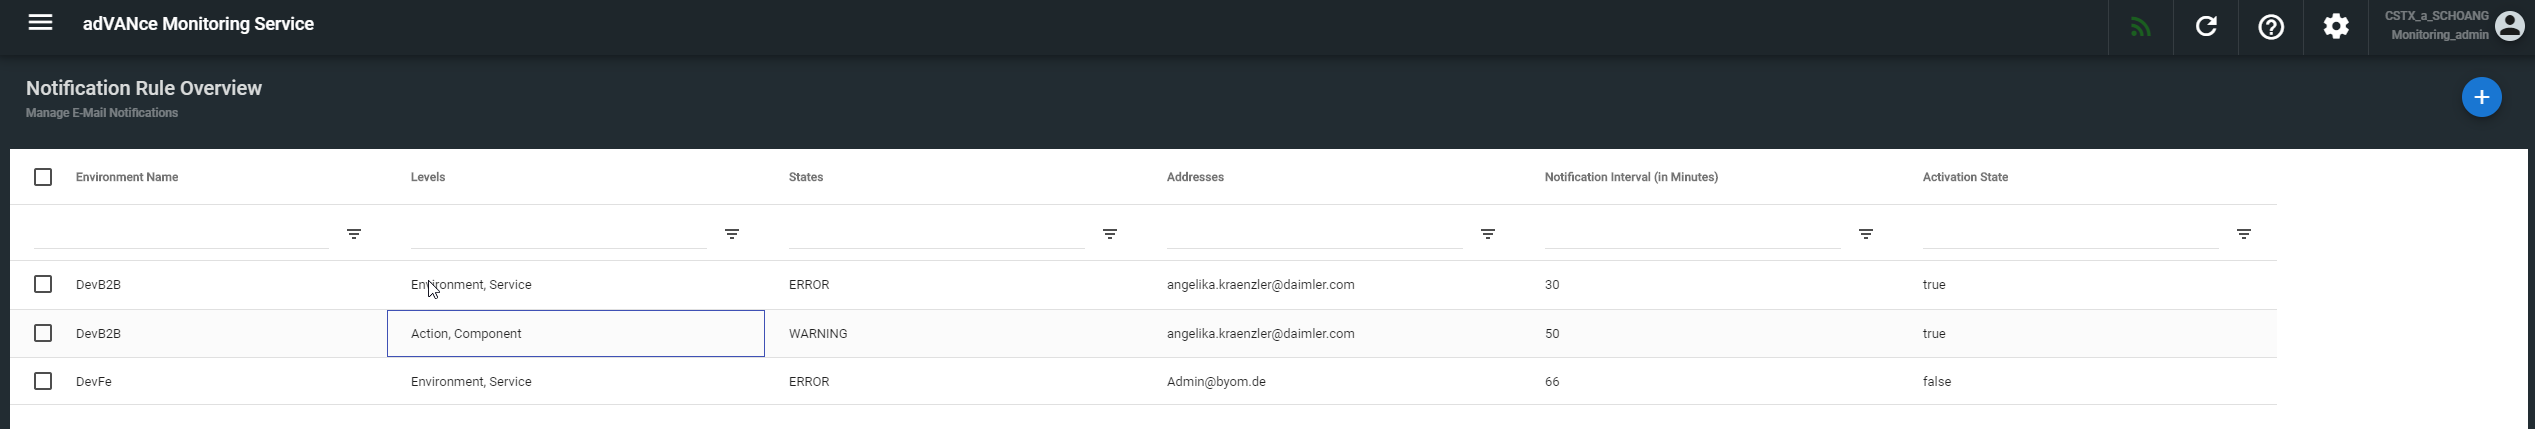 adVANce Monitoring Service
CSTX_a_SCHOANG
Monitoring_admin
Notification Rule Overview
Manage E-Mail Notifications
Environment Name Levels States Addresses Notification Interval (in Minutes) Activation State
DevB2B Environment, Service ERROR angelika.kraenzler@daimler.com 30 true
DevB2B Action, Component WARNING angelika.kraenzler@daimler.com 50 true
DevFe Environment, Service ERROR Admin@byom.de 66 false